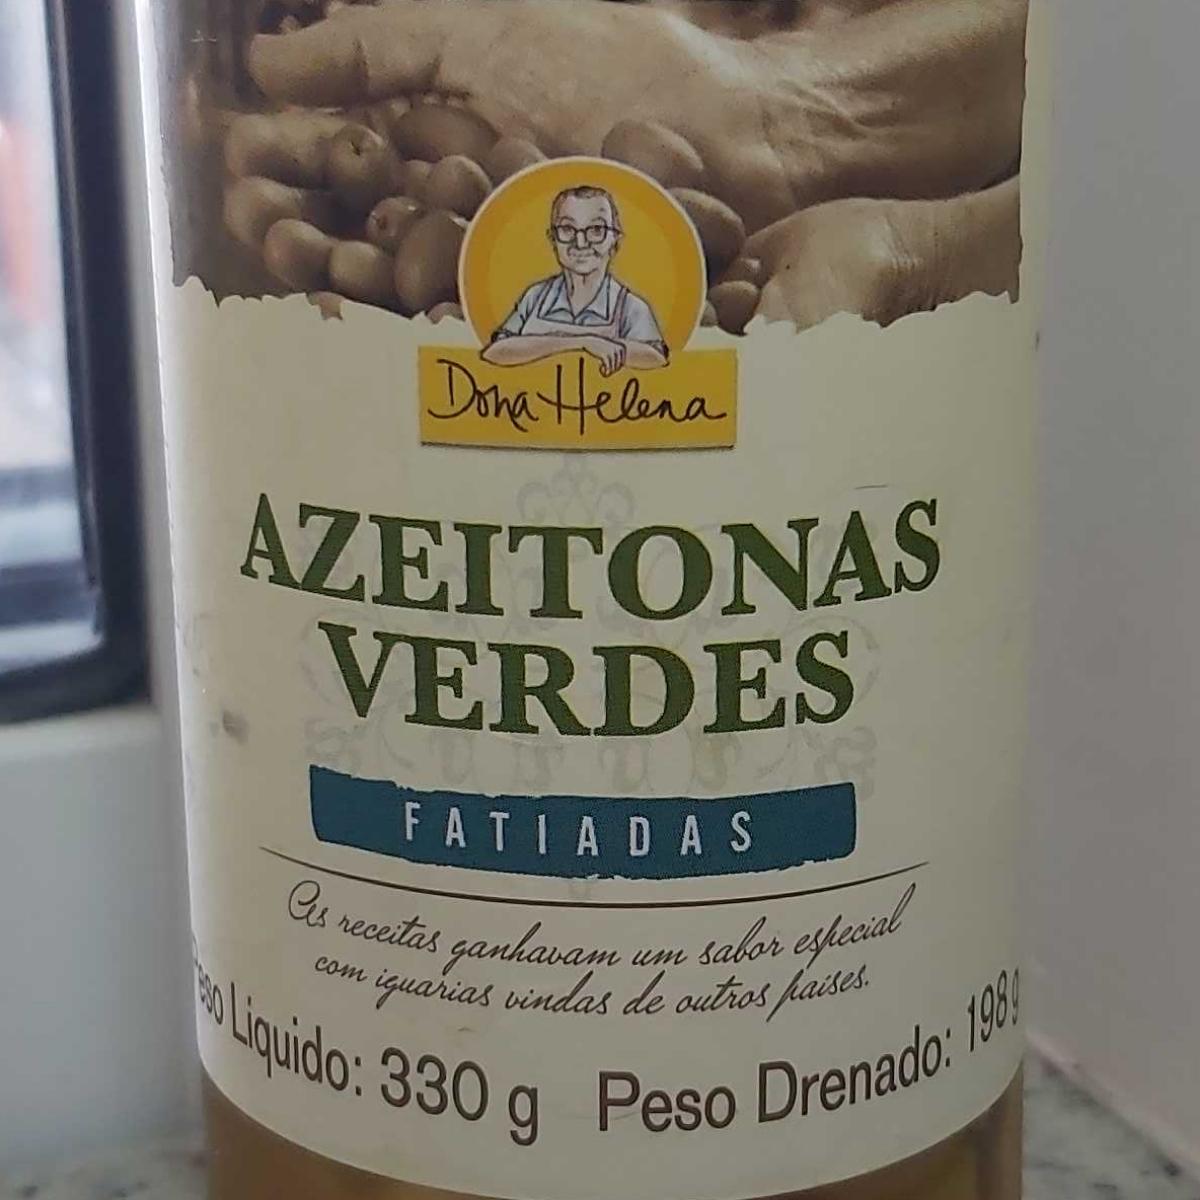 Dona Helena
AZEITONAS
VERDES
FATIADAS
As receitas ganhavam um sabor especial
com iguarias vindas de outros países.
Peso Liquido: 330 g Peso Drenado: 198 g